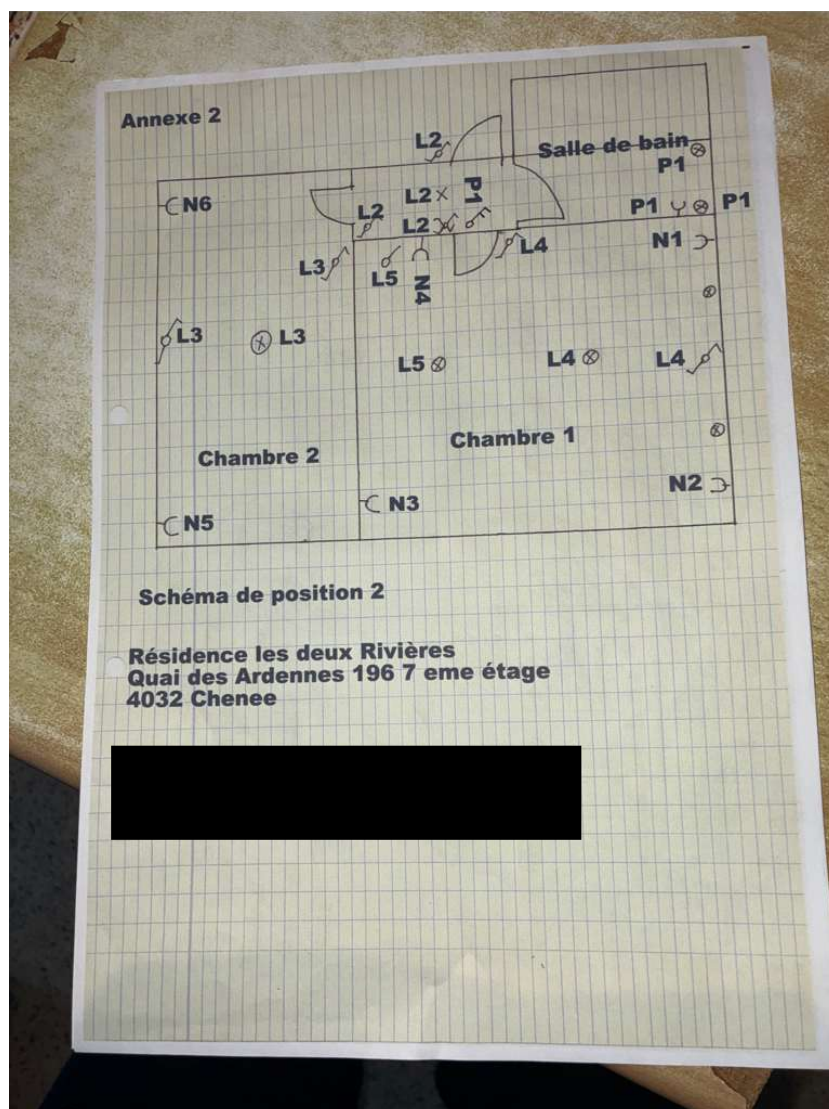 Annexe 2
L2
Salle de bain
P1
N6
L2
P1
L2
L2
P1
P1
L3
L5
N4
L4
N1
L3
L3
L5
L4
L4
Chambre 2
Chambre 1
N3
N2
N5
Schéma de position 2
Résidence les deux Rivières
Quai des Ardennes 196 7 eme étage
4032 Chenee